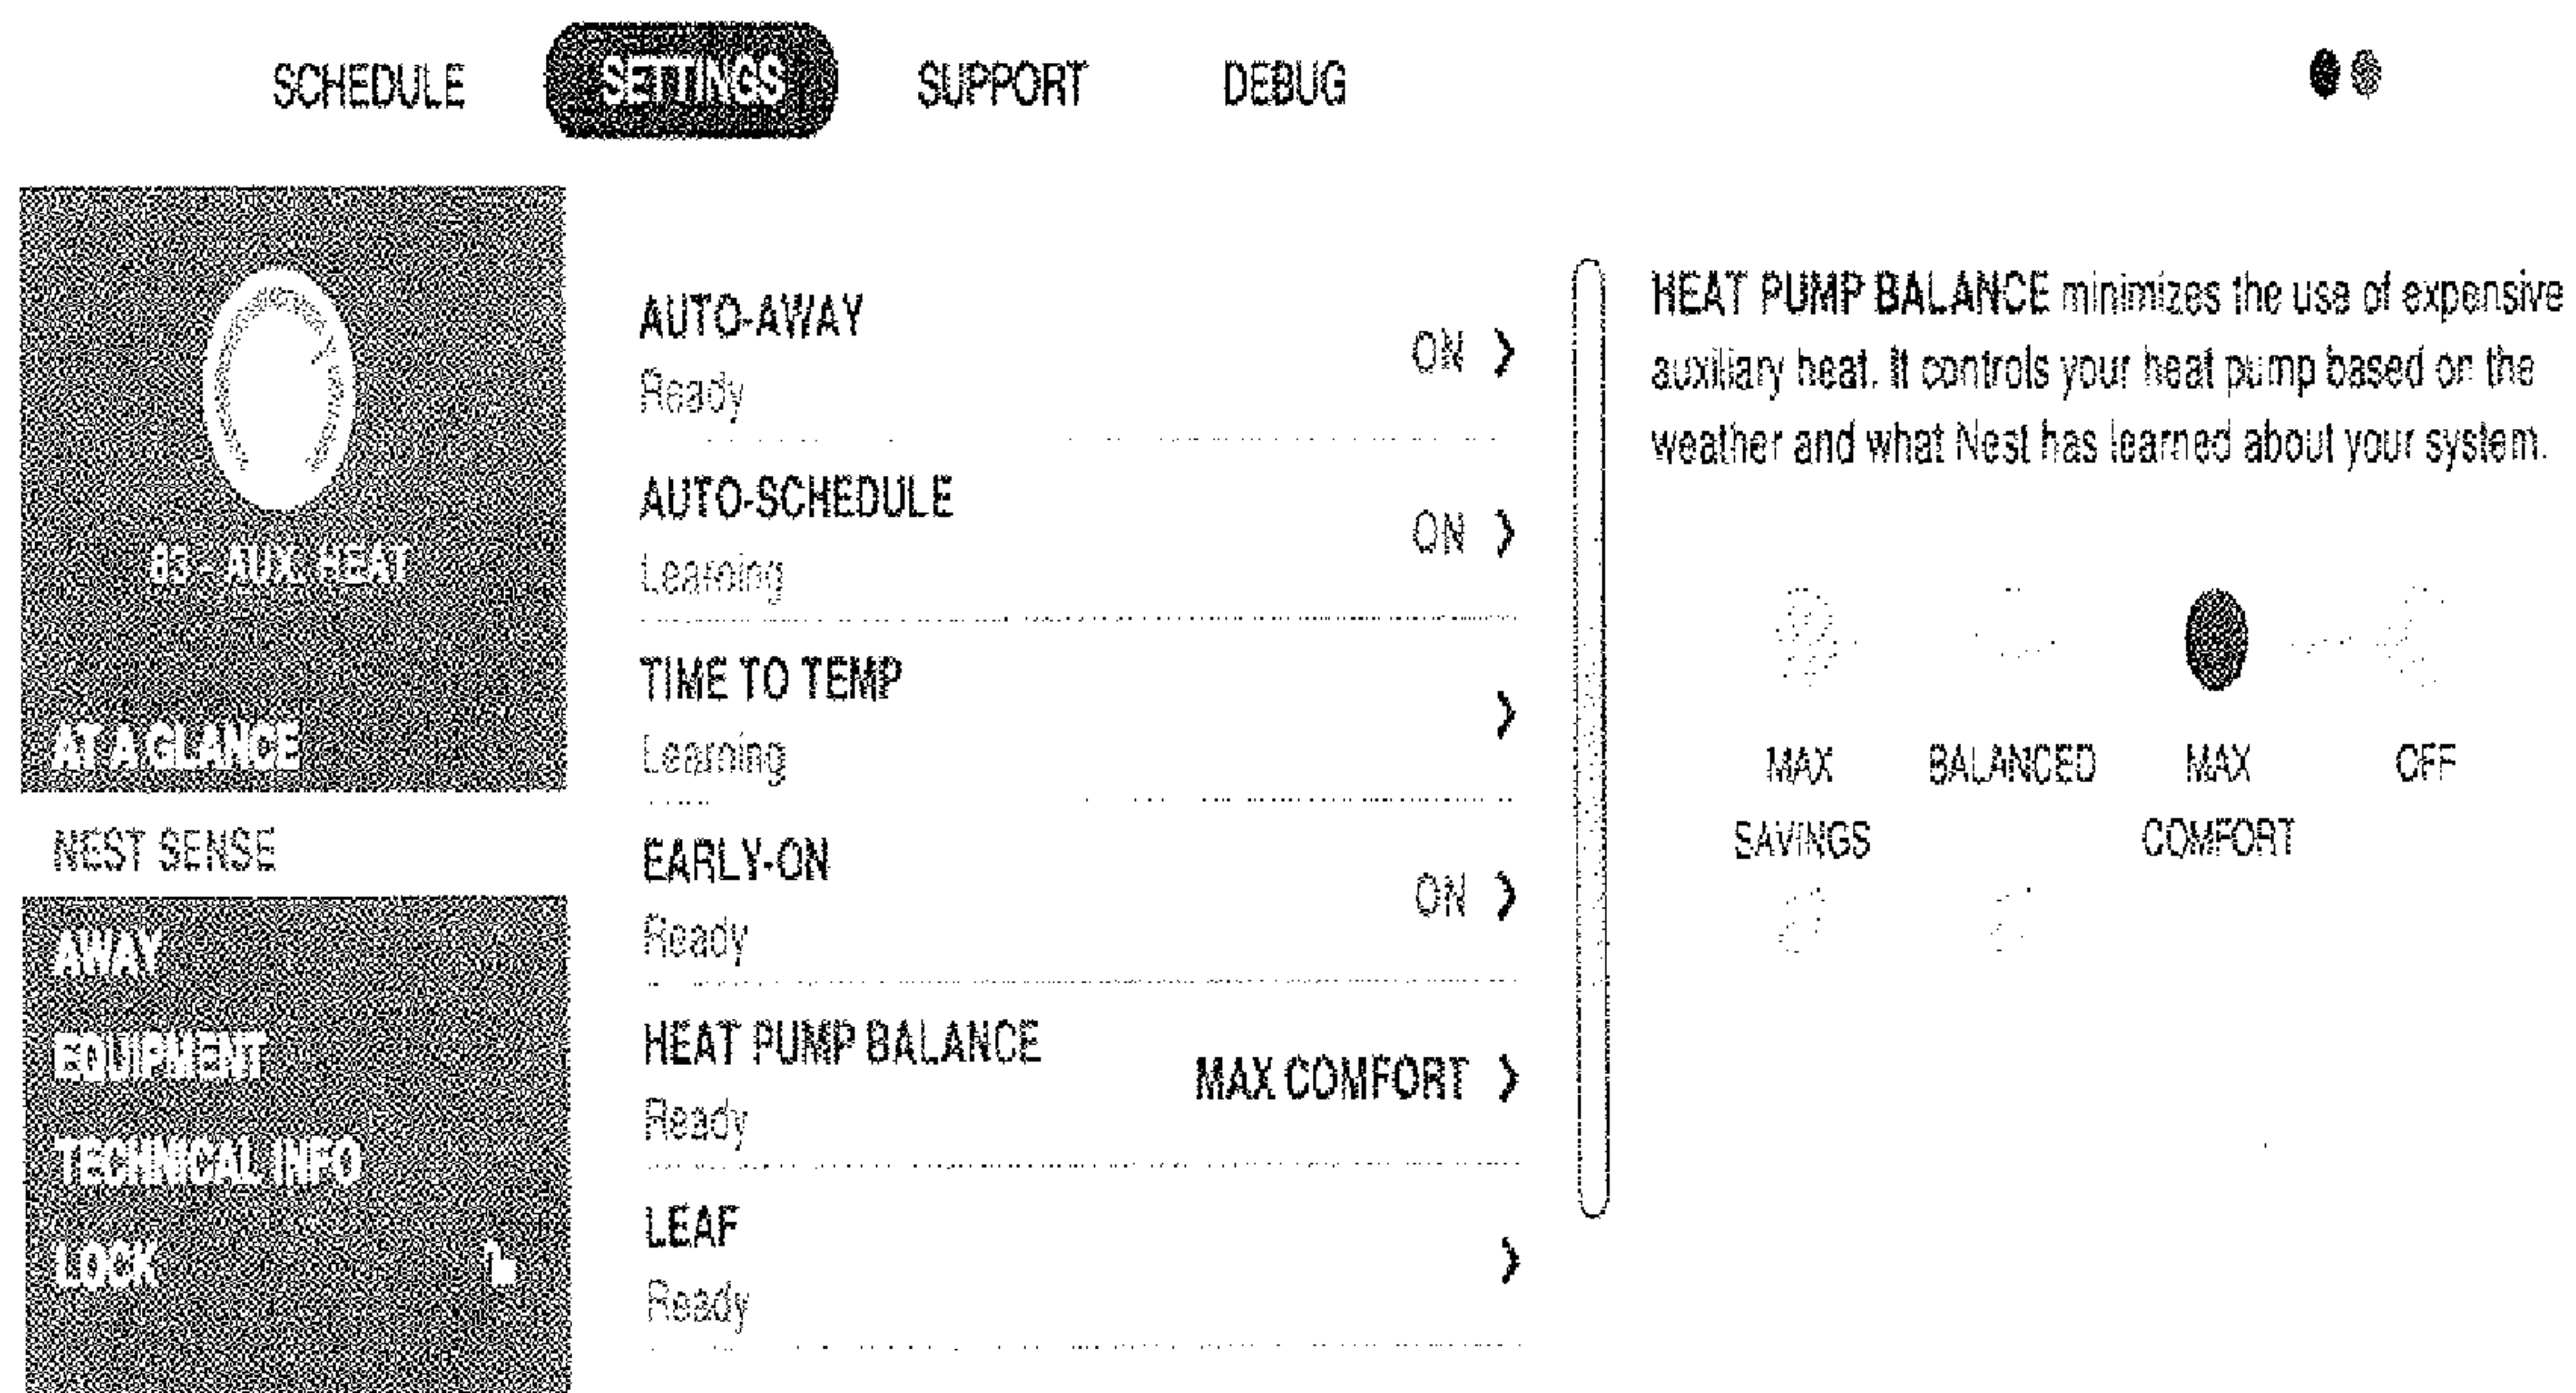 SCHEDULE SETTINGS SUPPORT DEBUG
83 - AUX. HEAT
AT A GLANCE
NEST SENSE
AWAY
EQUIPMENT
TECHNICAL INFO
LOCK
AUTO-AWAY
Ready
ON
AUTO-SCHEDULE
Learning
ON
TIME TO TEMP
Learning
EARLY-ON
Ready
ON
HEAT PUMP BALANCE
Ready
MAX COMFORT
LEAF
Ready
HEAT PUMP BALANCE minimizes the use of expensive
auxiliary heat. It controls your heat pump based on the
weather and what Nest has learned about your system.
MAX BALANCED MAX OFF
SAVINGS COMFORT